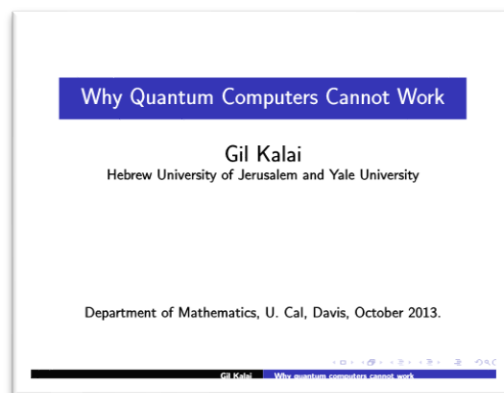 Why Quantum Computers Cannot Work
Gil Kalai
Hebrew University of Jerusalem and Yale University
Department of Mathematics, U. Cal, Davis, October 2013.
Gil Kalai Why quantum computers cannot work